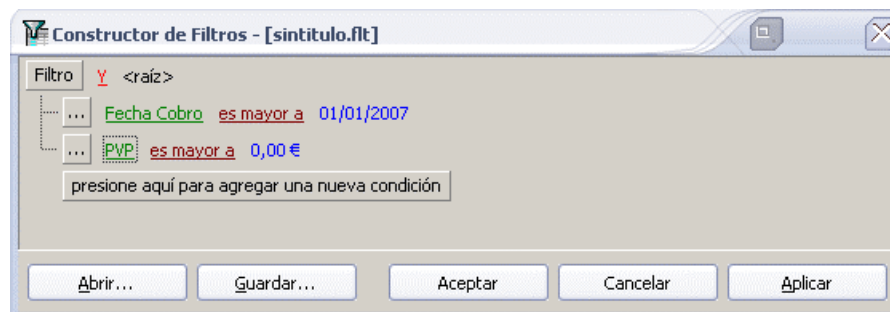 Constructor de Filtros - [sintitulo.flt]
Filtro Y <raíz>
... Fecha Cobro es mayor a 01/01/2007
... PVP es mayor a 0,00 €
presione aquí para agregar una nueva condición
Abrir... Guardar... Aceptar Cancelar Aplicar